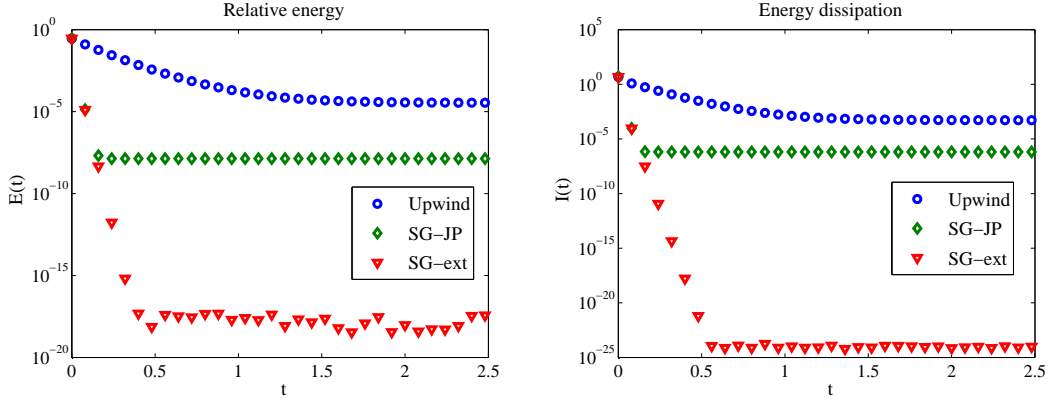 Relative energy
10^0
10^-5
10^-10
10^-15
10^-20
E(t)
0
0.5
1
1.5
2
2.5
t
Upwind
SG-JP
SG-ext
Energy dissipation
10^5
10^0
10^-5
10^-10
10^-15
10^-20
10^-25
I(t)
0
0.5
1
1.5
2
2.5
t
Upwind
SG-JP
SG-ext